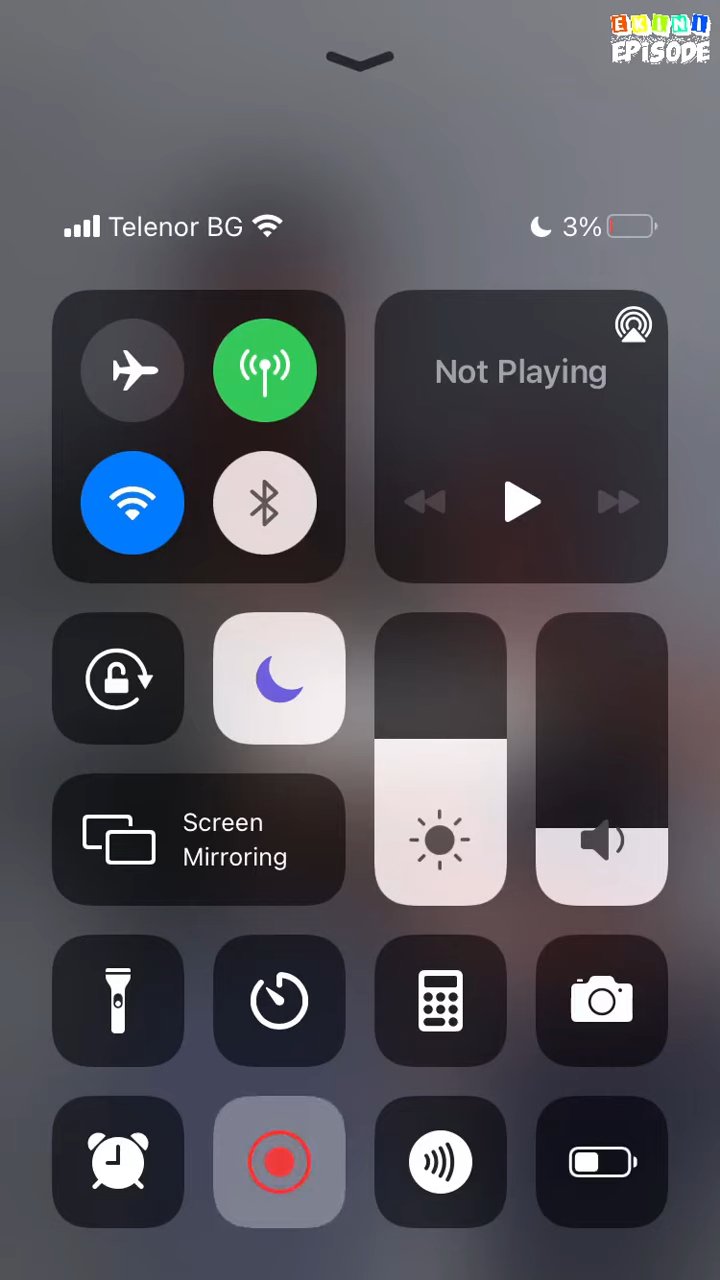 EKINI
EPiSODE
Telenor BG
3%
Not Playing
Screen
Mirroring